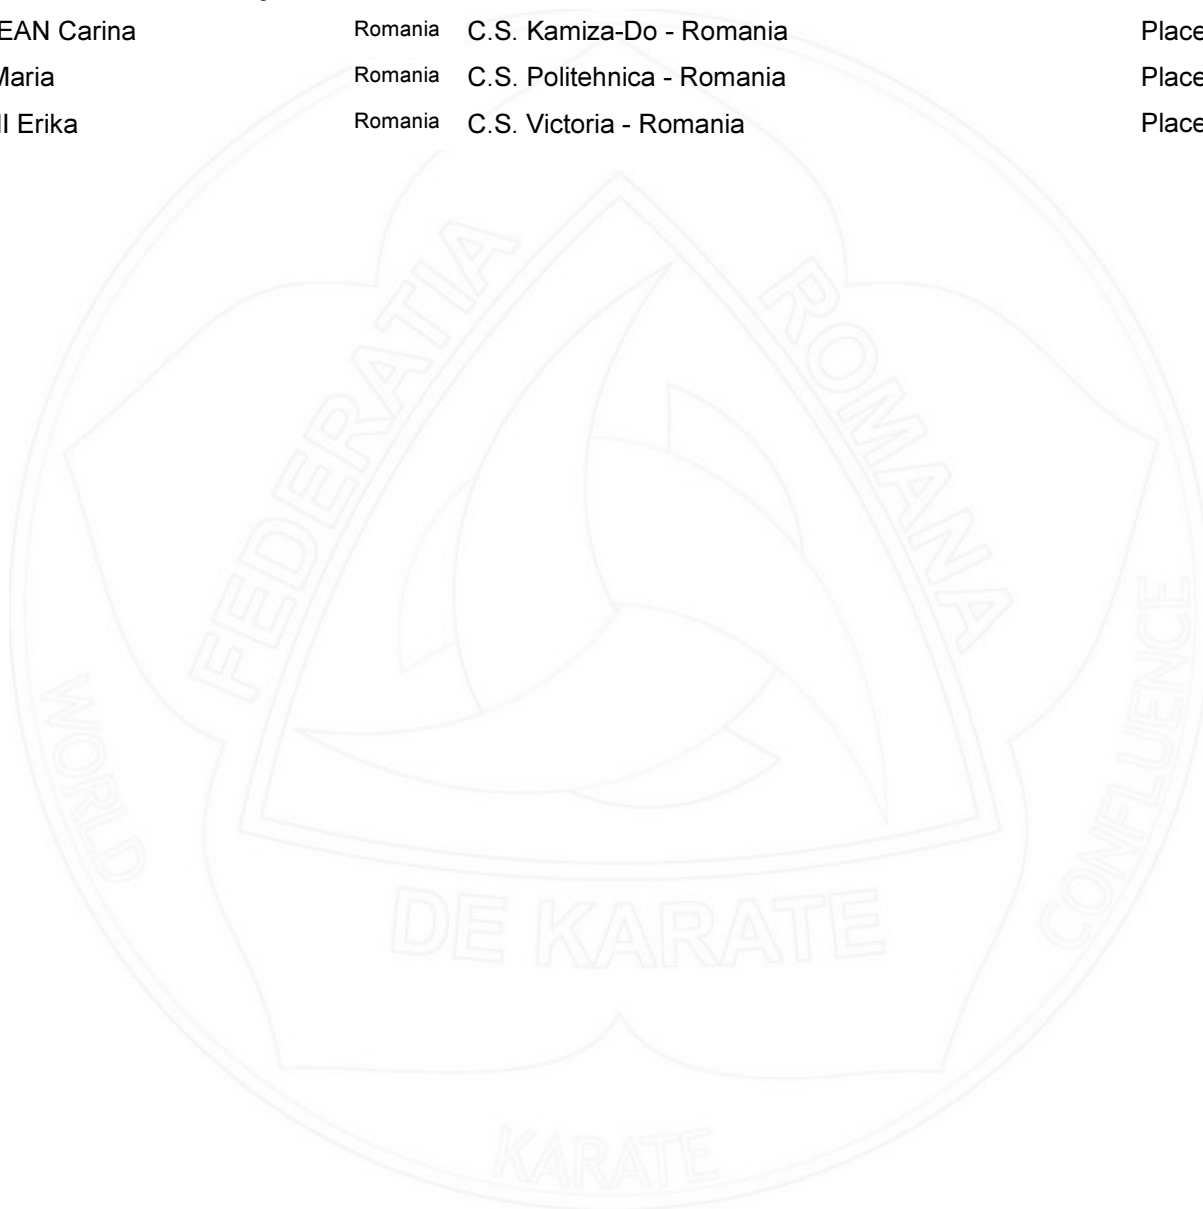 EAN Carina Romania C.S. Kamiza-Do - Romania Place
Maria Romania C.S. Politehnica - Romania Place
I Erika Romania C.S. Victoria - Romania Place
FEDERATIA
ROMANA
WORLD
CONFLUENCE
DE KARATE
KARATE